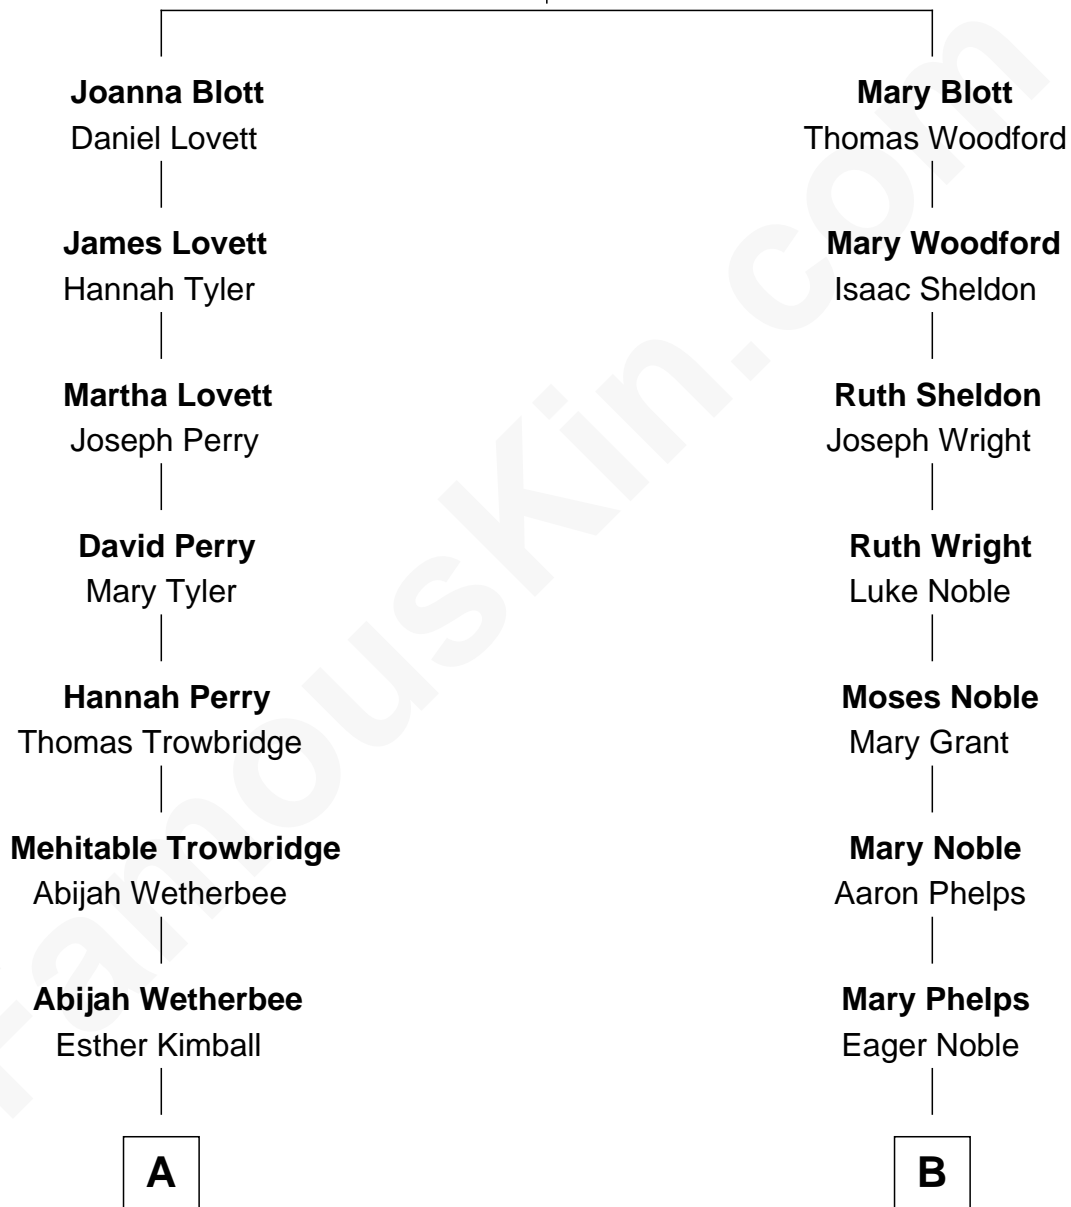 Joanna Blott
Daniel Lovett
James Lovett
Hannah Tyler
Martha Lovett
Joseph Perry
David Perry
Mary Tyler
Hannah Perry
Thomas Trowbridge
Mehitable Trowbridge
Abijah Wetherbee
Abijah Wetherbee
Esther Kimball
A
Mary Blott
Thomas Woodford
Mary Woodford
Isaac Sheldon
Ruth Sheldon
Joseph Wright
Ruth Wright
Luke Noble
Moses Noble
Mary Grant
Mary Noble
Aaron Phelps
Mary Phelps
Eager Noble
B
FamousKin.com